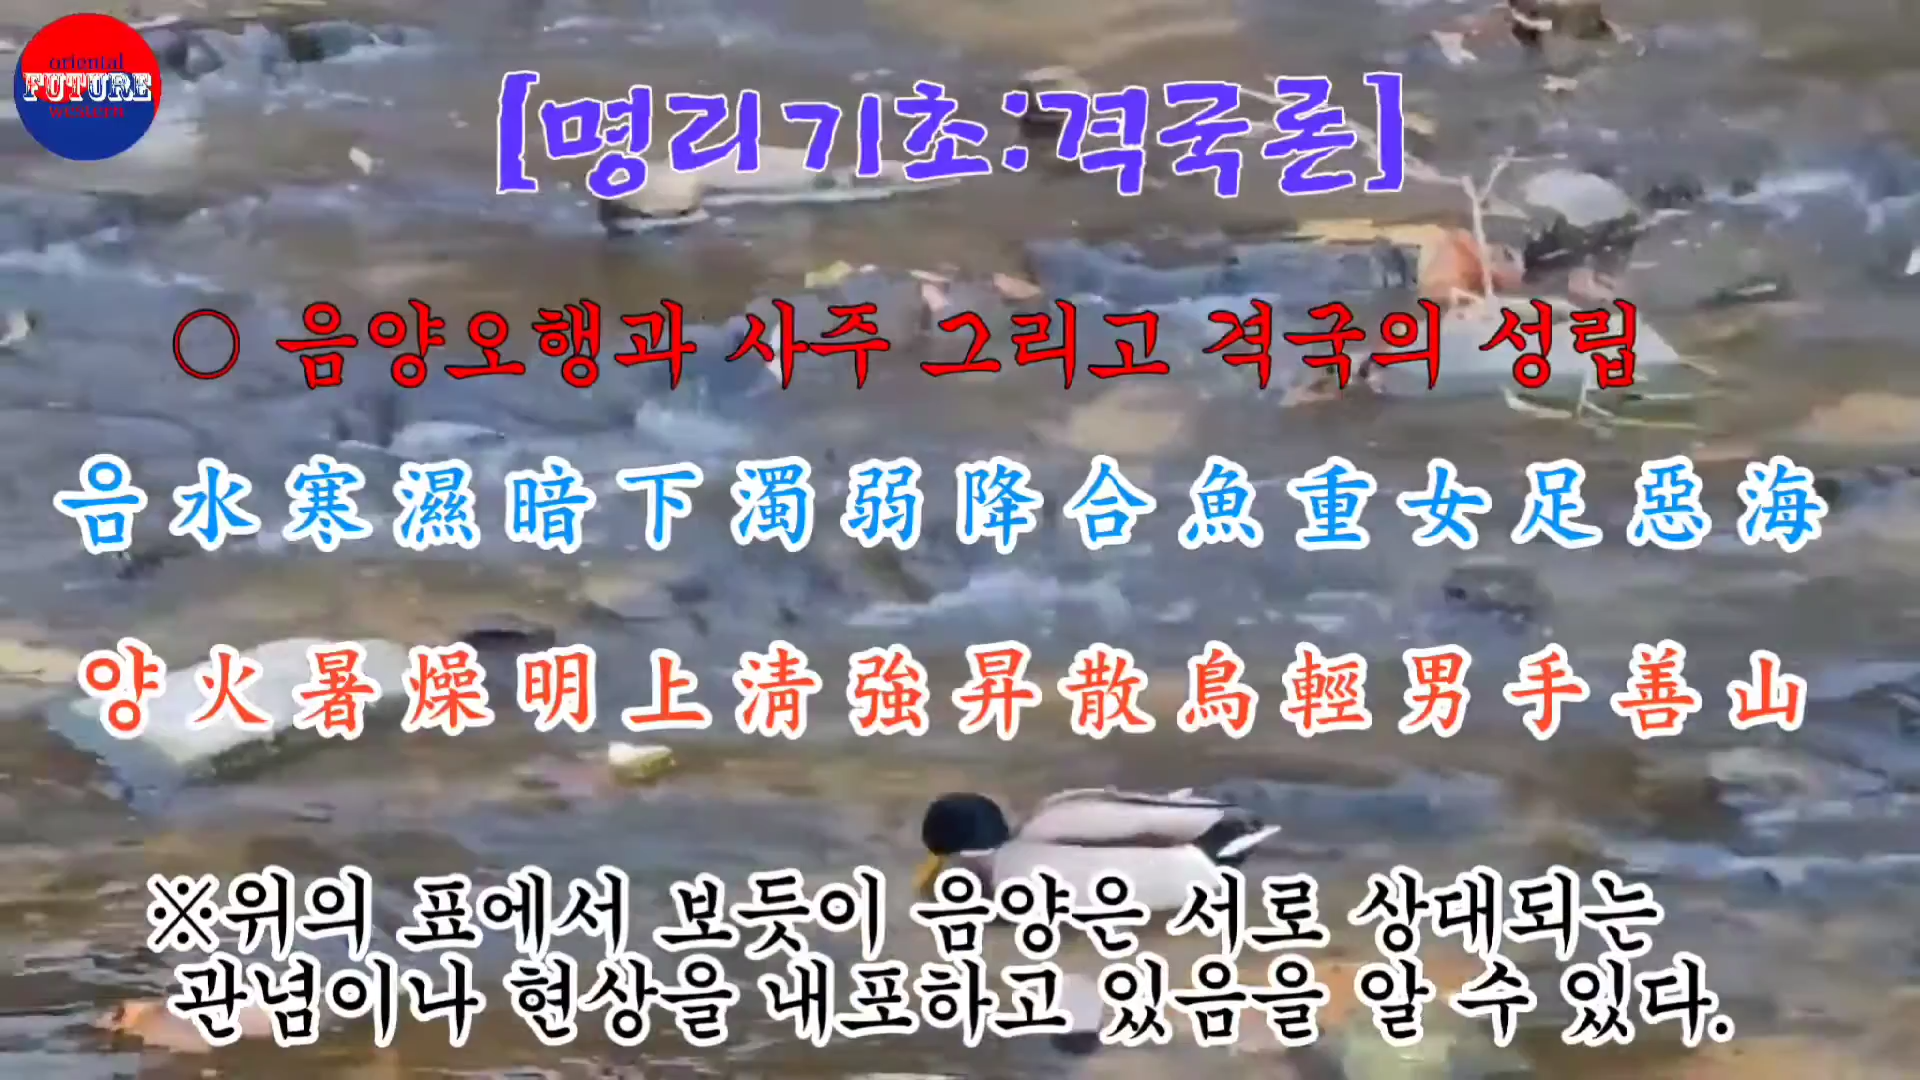 oriental
FUTURE
western
[명리기초:격국론]
○ 음양오행과 사주 그리고 격국의 성립
음 水 寒 濕 暗 下 濁 弱 降 合 魚 重 女 足 惡 海
양 火 暑 燥 明 上 淸 強 昇 散 鳥 輕 男 手 善 山
※위의 표에서 보듯이 음양은 서로 상대되는
관념이나 현상을 내포하고 있음을 알 수 있다.